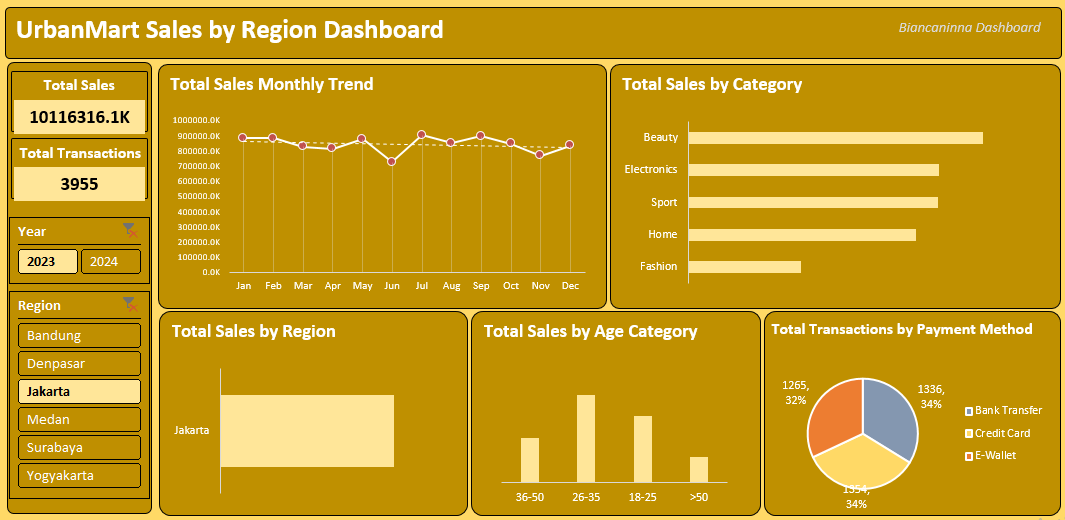 UrbanMart Sales by Region Dashboard
Biancaninna Dashboard
Total Sales
10116316.1K
Total Transactions
3955
Year
2023
2024
Region
Bandung
Denpasar
Jakarta
Medan
Surabaya
Yogyakarta
Total Sales Monthly Trend
1000000.0K
900000.0K
800000.0K
700000.0K
600000.0K
500000.0K
400000.0K
300000.0K
200000.0K
100000.0K
0.0K
Jan Feb Mar Apr May Jun Jul Aug Sep Oct Nov Dec
Total Sales by Category
Beauty
Electronics
Sport
Home
Fashion
Total Sales by Region
Jakarta
Total Sales by Age Category
36-50 26-35 18-25 >50
Total Transactions by Payment Method
1265,
32%
1336,
34%
1354,
34%
Bank Transfer
Credit Card
E-Wallet